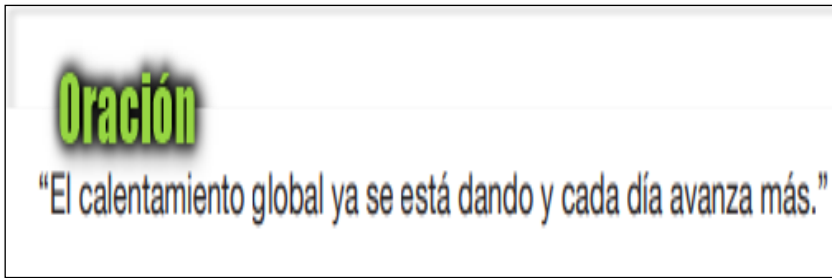 Oración
“El calentamiento global ya se está dando y cada día avanza más.”